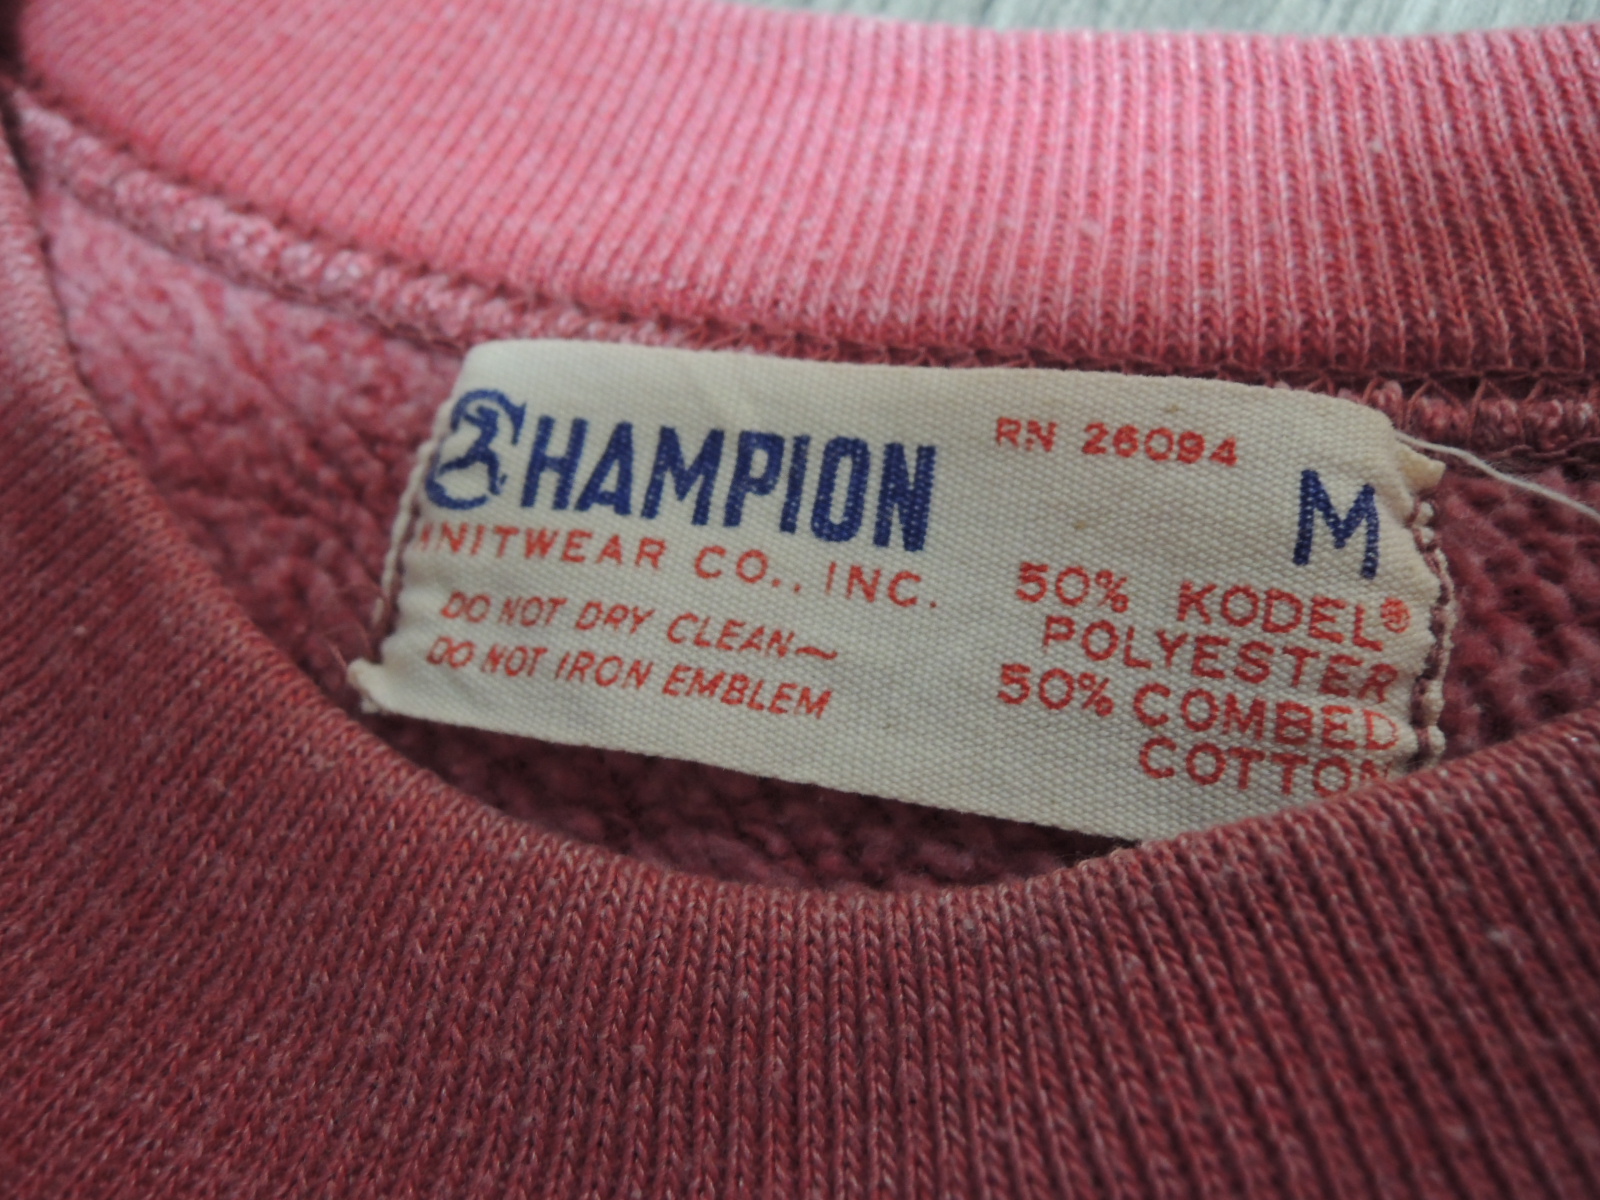 CHAMPION
KNITWEAR CO., INC.
DO NOT DRY CLEAN~
DO NOT IRON EMBLEM
RN 26094
M
50% KODEL®
POLYESTER
50% COMBED
COTTON